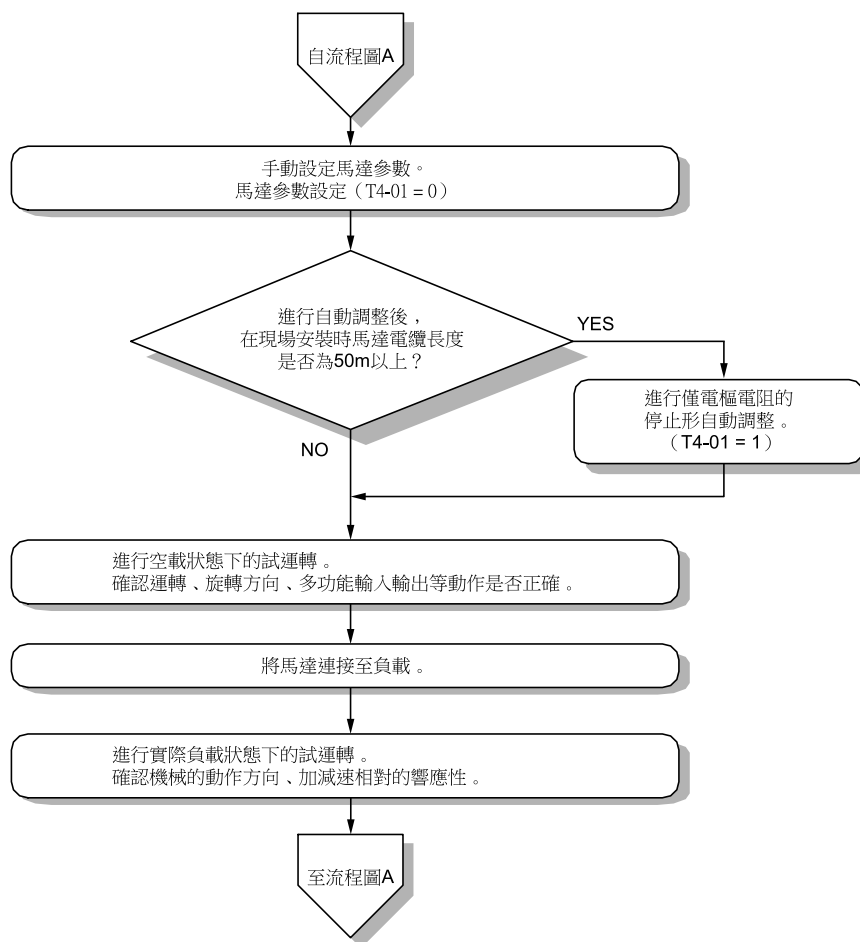 自流程圖A
手動設定馬達參數。
馬達參數設定（T4-01 = 0）
進行自動調整後，
在現場安裝時馬達電纜長度
是否為50m以上？
YES
進行僅電樞電阻的
停止形自動調整。
（T4-01 = 1）
NO
進行空載狀態下的試運轉。
確認運轉、旋轉方向、多功能輸入輸出等動作是否正確。
將馬達連接至負載。
進行實際負載狀態下的試運轉。
確認機械的動作方向、加減速相對的響應性。
至流程圖A